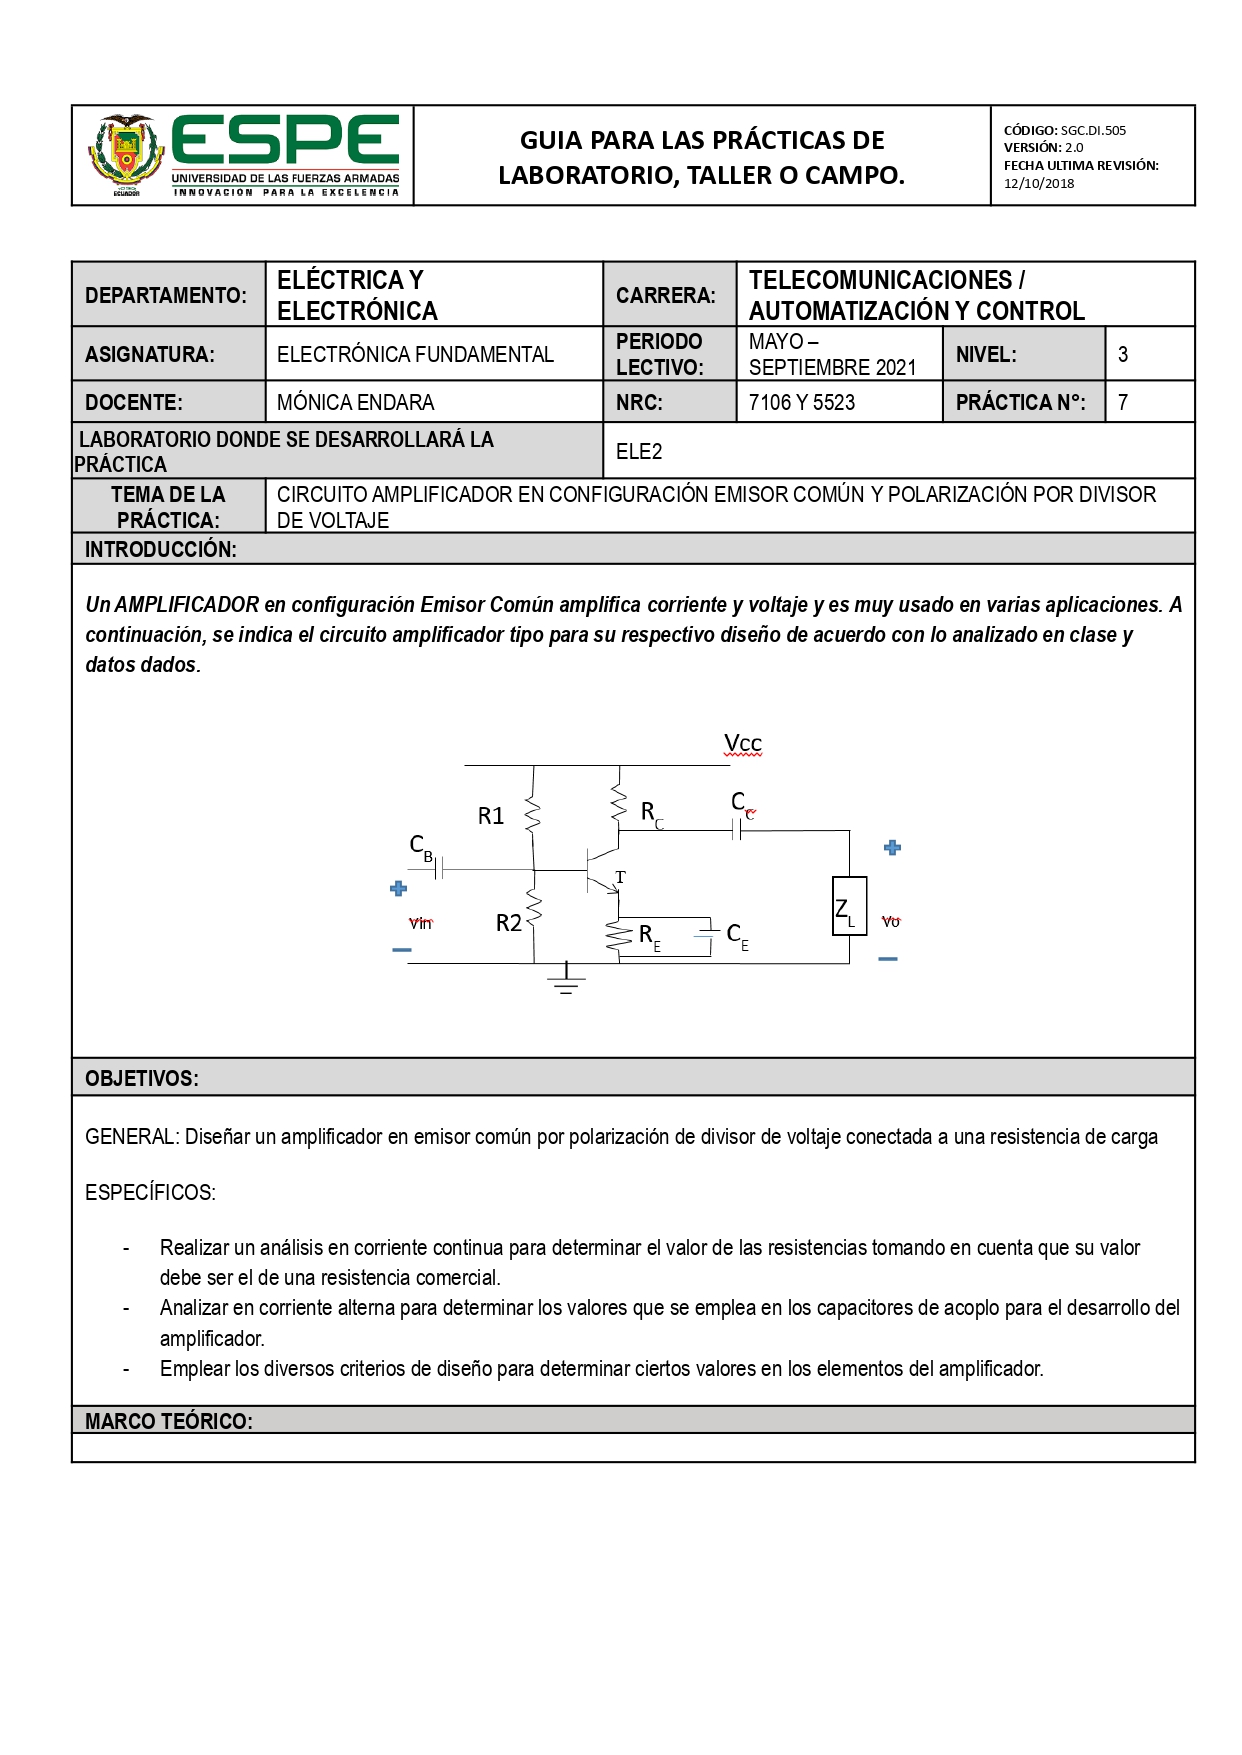 ESPE
UNIVERSIDAD DE LAS FUERZAS ARMADAS
INNOVACIÓN PARA LA EXCELENCIA
ECUADOR
GUIA PARA LAS PRÁCTICAS DE
LABORATORIO, TALLER O CAMPO.
CÓDIGO: SGC.DI.505
VERSIÓN: 2.0
FECHA ULTIMA REVISIÓN:
12/10/2018
DEPARTAMENTO:
ELÉCTRICA Y
ELECTRÓNICA
CARRERA:
TELECOMUNICACIONES /
AUTOMATIZACIÓN Y CONTROL
ASIGNATURA:
ELECTRÓNICA FUNDAMENTAL
PERIODO
LECTIVO:
MAYO –
SEPTIEMBRE 2021
NIVEL:
3
DOCENTE:
MÓNICA ENDARA
NRC:
7106 Y 5523
PRÁCTICA N°:
7
LABORATORIO DONDE SE DESARROLLARÁ LA
PRÁCTICA
ELE2
TEMA DE LA
PRÁCTICA:
CIRCUITO AMPLIFICADOR EN CONFIGURACIÓN EMISOR COMÚN Y POLARIZACIÓN POR DIVISOR
DE VOLTAJE
INTRODUCCIÓN:
Un AMPLIFICADOR en configuración Emisor Común amplifica corriente y voltaje y es muy usado en varias aplicaciones. A
continuación, se indica el circuito amplificador tipo para su respectivo diseño de acuerdo con lo analizado en clase y
datos dados.
Vcc
R1
RC
CC
CB
T
Vin
R2
RE
CE
ZL
Vo
OBJETIVOS:
GENERAL: Diseñar un amplificador en emisor común por polarización de divisor de voltaje conectada a una resistencia de carga
ESPECÍFICOS:
- Realizar un análisis en corriente continua para determinar el valor de las resistencias tomando en cuenta que su valor
debe ser el de una resistencia comercial.
- Analizar en corriente alterna para determinar los valores que se emplea en los capacitores de acoplo para el desarrollo del
amplificador.
- Emplear los diversos criterios de diseño para determinar ciertos valores en los elementos del amplificador.
MARCO TEÓRICO: